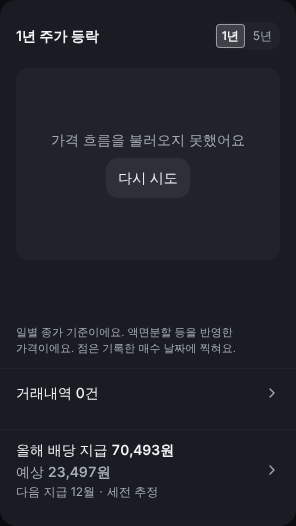 1년 주가 등락
1년 5년
가격 흐름을 불러오지 못했어요
다시 시도
일별 종가 기준이에요. 액면분할 등을 반영한
가격이에요. 점은 기록한 매수 날짜에 찍혀요.
거래내역 0건
올해 배당 지급 70,493원
예상 23,497원
다음 지급 12월 · 세전 추정